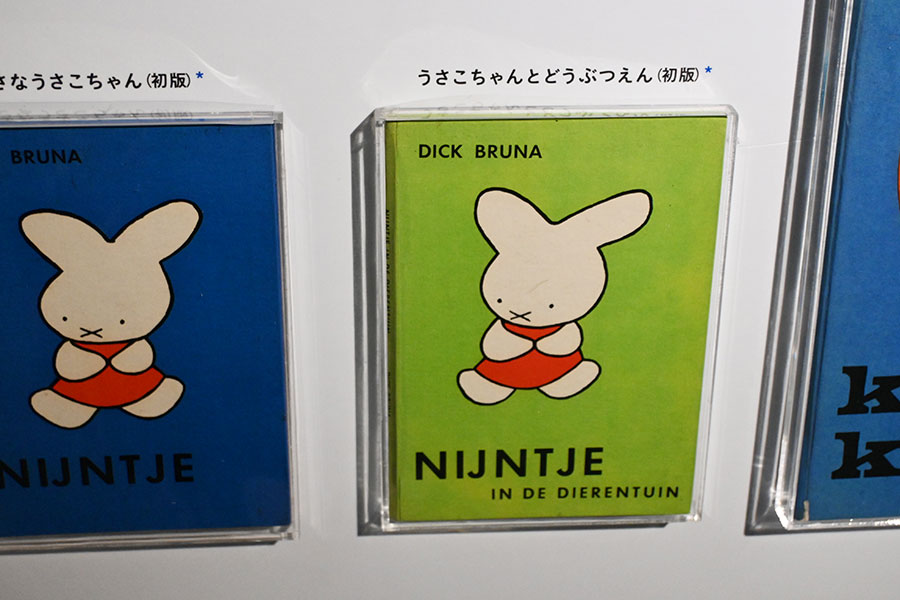 さなうさこちゃん(初版)*
うさこちゃんとどうぶつえん(初版)*
BRUNA
NIJNTJE
DICK BRUNA
NIJNTJE
IN DE DIERENTUIN
k
k